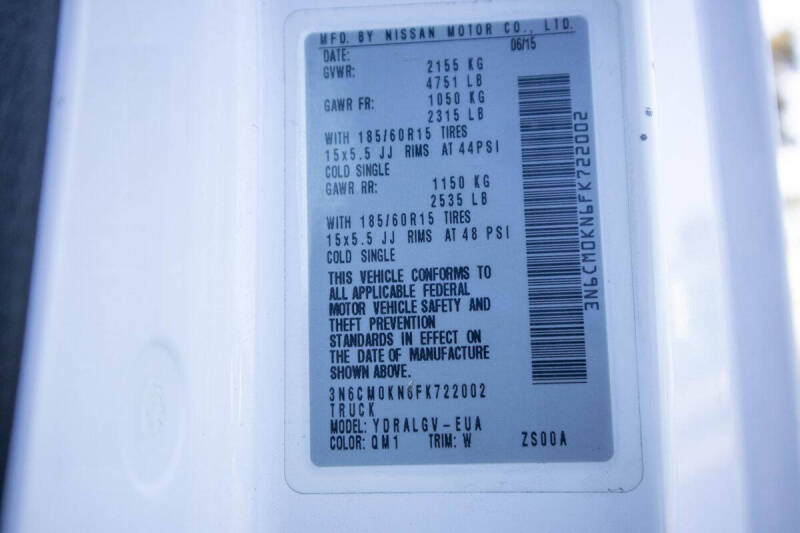 MFD. BY NISSAN MOTOR CO., LTD.
DATE: 06/15
GVWR: 2155 KG
4751 LB
GAWR FR: 1050 KG
2315 LB
WITH 185/60R15 TIRES
15x5.5 JJ RIMS AT 44PSI
COLD SINGLE
GAWR RR: 1150 KG
2535 LB
WITH 185/60R15 TIRES
15x5.5 JJ RIMS AT 48 PSI
COLD SINGLE
THIS VEHICLE CONFORMS TO
ALL APPLICABLE FEDERAL
MOTOR VEHICLE SAFETY AND
THEFT PREVENTION
STANDARDS IN EFFECT ON
THE DATE OF MANUFACTURE
SHOWN ABOVE.
3N6CM0KN6FK722002
TRUCK
MODEL: YDRALGV-EUA
COLOR: QM1 TRIM: W ZS00A
3N6CM0KN6FK722002